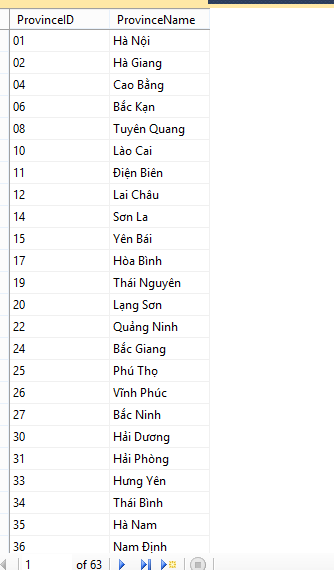 ProvinceID ProvinceName
01 Hà Nội
02 Hà Giang
04 Cao Bằng
06 Bắc Kạn
08 Tuyên Quang
10 Lào Cai
11 Điện Biên
12 Lai Châu
14 Sơn La
15 Yên Bái
17 Hòa Bình
19 Thái Nguyên
20 Lạng Sơn
22 Quảng Ninh
24 Bắc Giang
25 Phú Thọ
26 Vĩnh Phúc
27 Bắc Ninh
30 Hải Dương
31 Hải Phòng
33 Hưng Yên
34 Thái Bình
35 Hà Nam
36 Nam Định
1 of 63